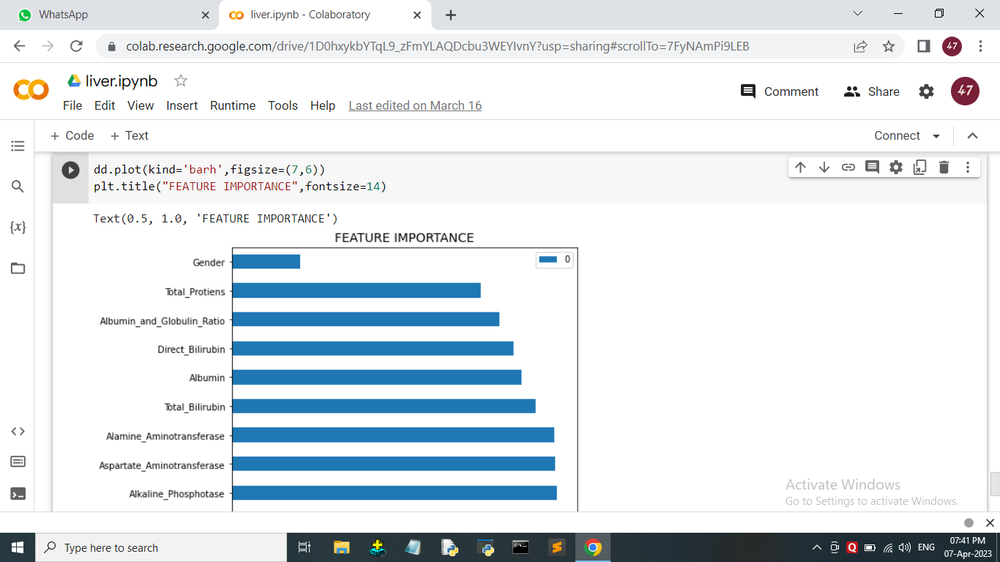 WhatsApp
liver.ipynb - Colaboratory
colab.research.google.com/drive/1D0hxykbYTqL9_zFmYLAQDcbu3WEYIvnY?usp=sharing#scrollTo=7FyNAmPi9LEB
47
liver.ipynb
File Edit View Insert Runtime Tools Help Last edited on March 16
Comment Share 47
+ Code + Text
Connect
dd.plot(kind='barh',figsize=(7,6))
plt.title("FEATURE IMPORTANCE",fontsize=14)
{x}
Text(0.5, 1.0, 'FEATURE IMPORTANCE')
FEATURE IMPORTANCE
0
Gender
Total_Protiens
Albumin_and_Globulin_Ratio
Direct_Bilirubin
Albumin
Total_Bilirubin
Alamine_Aminotransferase
Aspartate_Aminotransferase
Alkaline_Phosphotase
Activate Windows
Go to Settings to activate Windows.
Type here to search
ENG
07:41 PM
07-Apr-2023